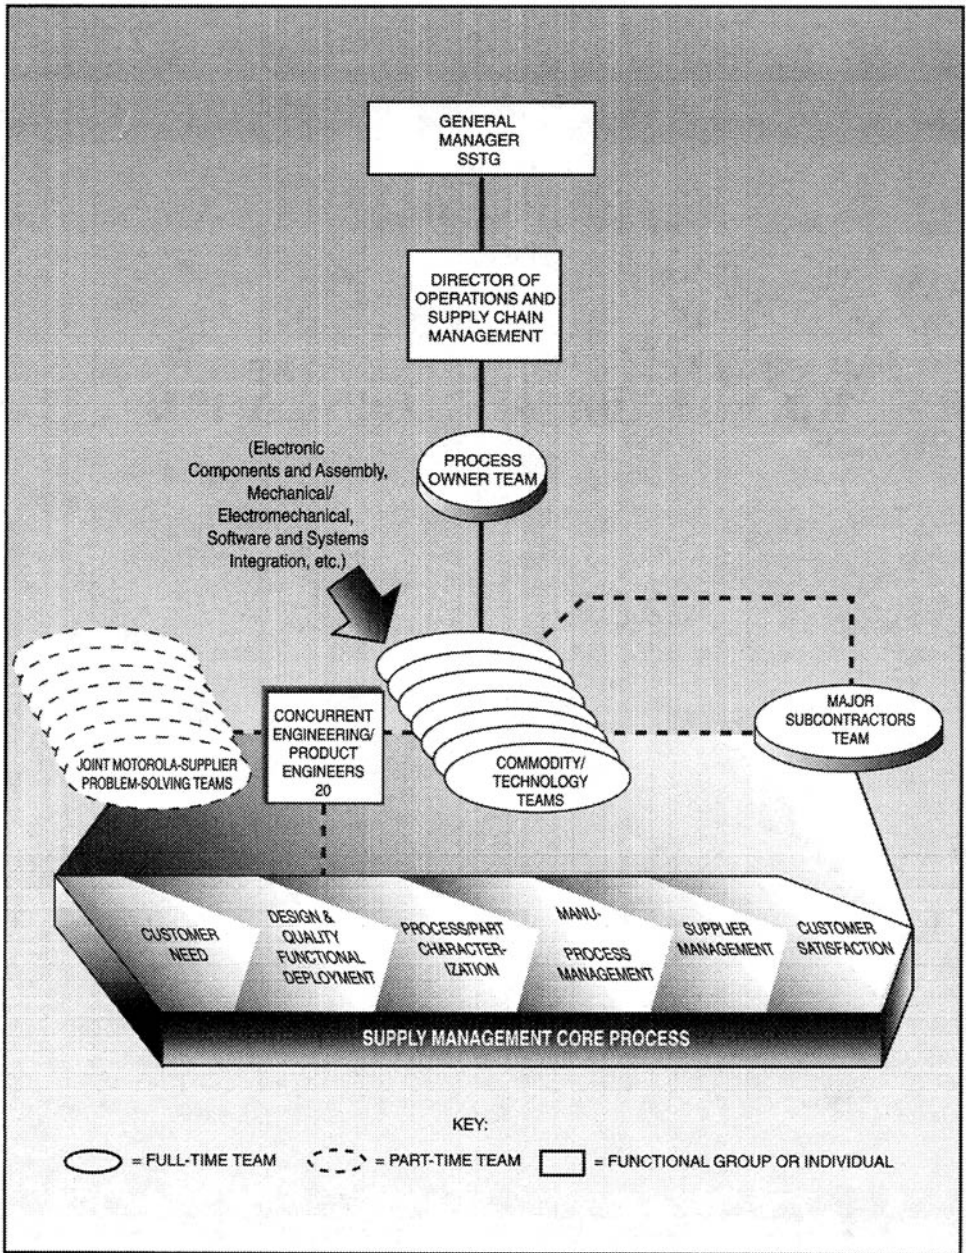 GENERAL
MANAGER
SSTG
DIRECTOR OF
OPERATIONS AND
SUPPLY CHAIN
MANAGEMENT
PROCESS
OWNER TEAM
(Electronic
Components and Assembly,
Mechanical/
Electromechanical,
Software and Systems
Integration, etc.)
JOINT MOTOROLA-SUPPLIER
PROBLEM-SOLVING TEAMS
CONCURRENT
ENGINEERING/
PRODUCT
ENGINEERS
20
COMMODITY/
TECHNOLOGY
TEAMS
MAJOR
SUBCONTRACTORS
TEAM
CUSTOMER
NEED
DESIGN &
QUALITY
FUNCTIONAL
DEPLOYMENT
PROCESS/PART
CHARACTER-
IZATION
MANU-
PROCESS
MANAGEMENT
SUPPLIER
MANAGEMENT
CUSTOMER
SATISFACTION
SUPPLY MANAGEMENT CORE PROCESS
KEY:
= FULL-TIME TEAM
= PART-TIME TEAM
= FUNCTIONAL GROUP OR INDIVIDUAL